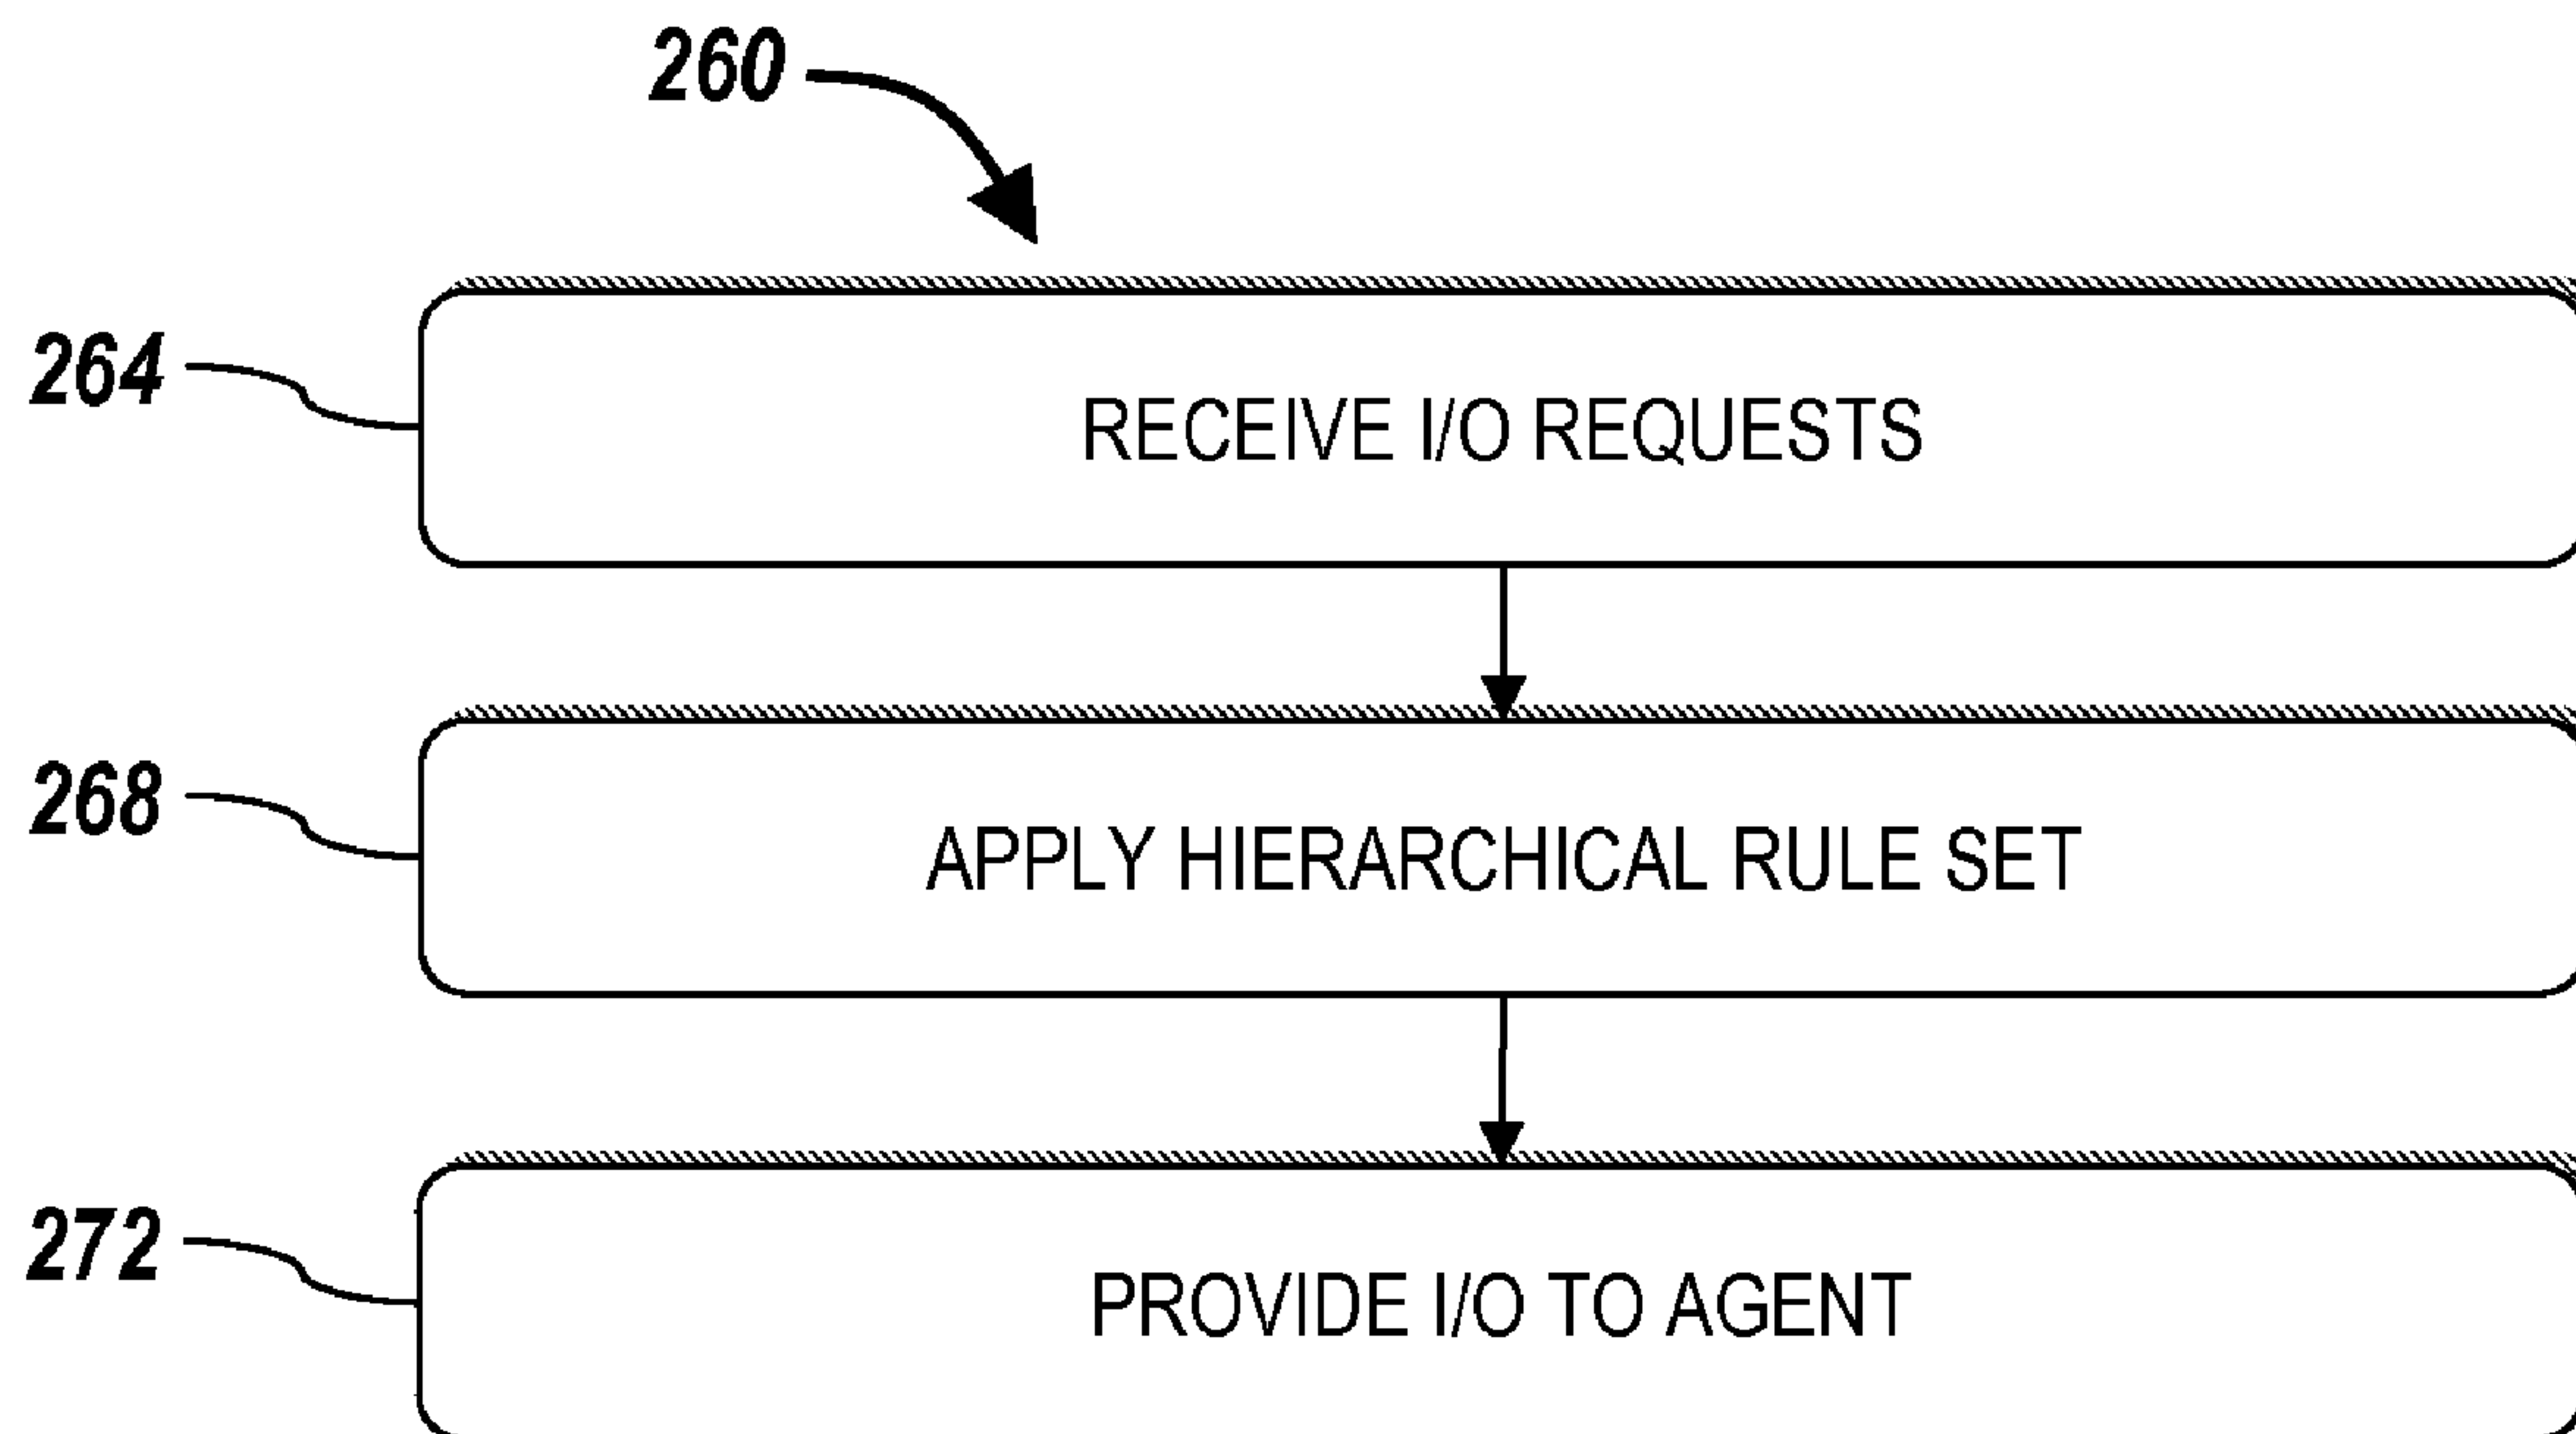 260
264
RECEIVE I/O REQUESTS
268
APPLY HIERARCHICAL RULE SET
272
PROVIDE I/O TO AGENT